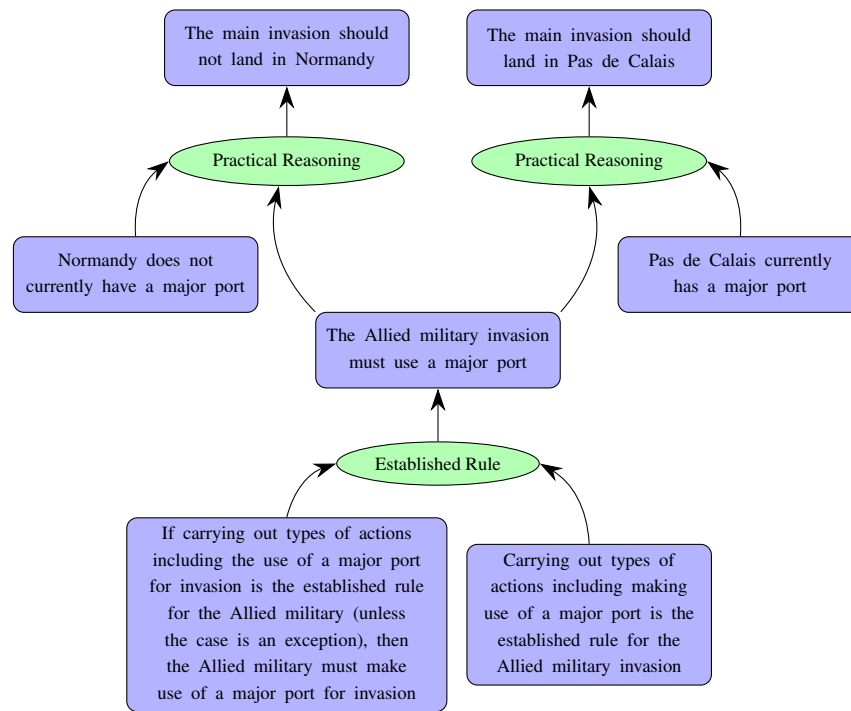 The main invasion should
not land in Normandy
The main invasion should
land in Pas de Calais
Practical Reasoning
Practical Reasoning
Normandy does not
currently have a major port
Pas de Calais currently
has a major port
The Allied military invasion
must use a major port
Established Rule
If carrying out types of actions
including the use of a major port
for invasion is the established rule
for the Allied military (unless
the case is an exception), then
the Allied military must make
use of a major port for invasion
Carrying out types of
actions including making
use of a major port is the
established rule for the
Allied military invasion